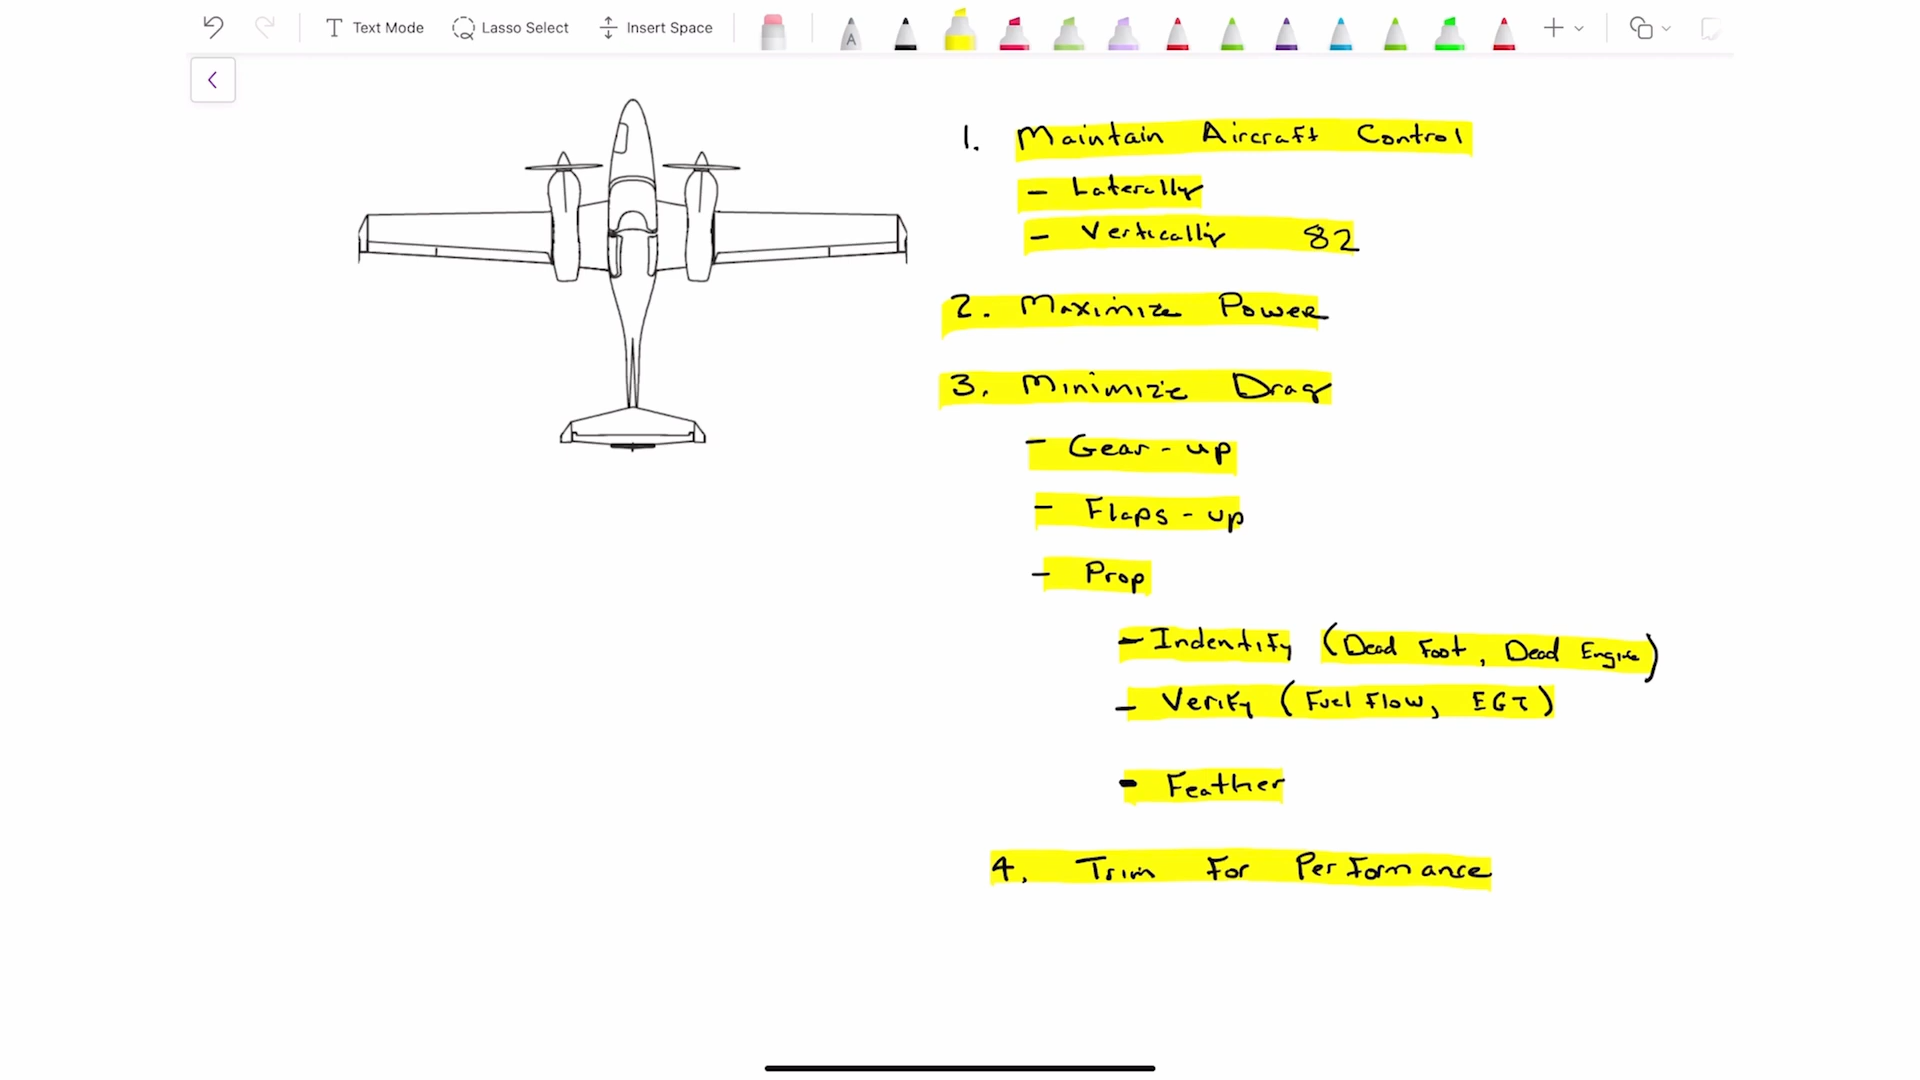 Text Mode Lasso Select Insert Space
A
1. Maintain Aircraft Control
- Laterally
- Vertically 82
2. Maximize Power
3. Minimize Drag
- Gear - up
- Flaps - up
- Prop
- Indentify (Dead Foot, Dead Engine)
- Verify (Fuel Flow, EGT)
- Feather
4. Trim For Performance